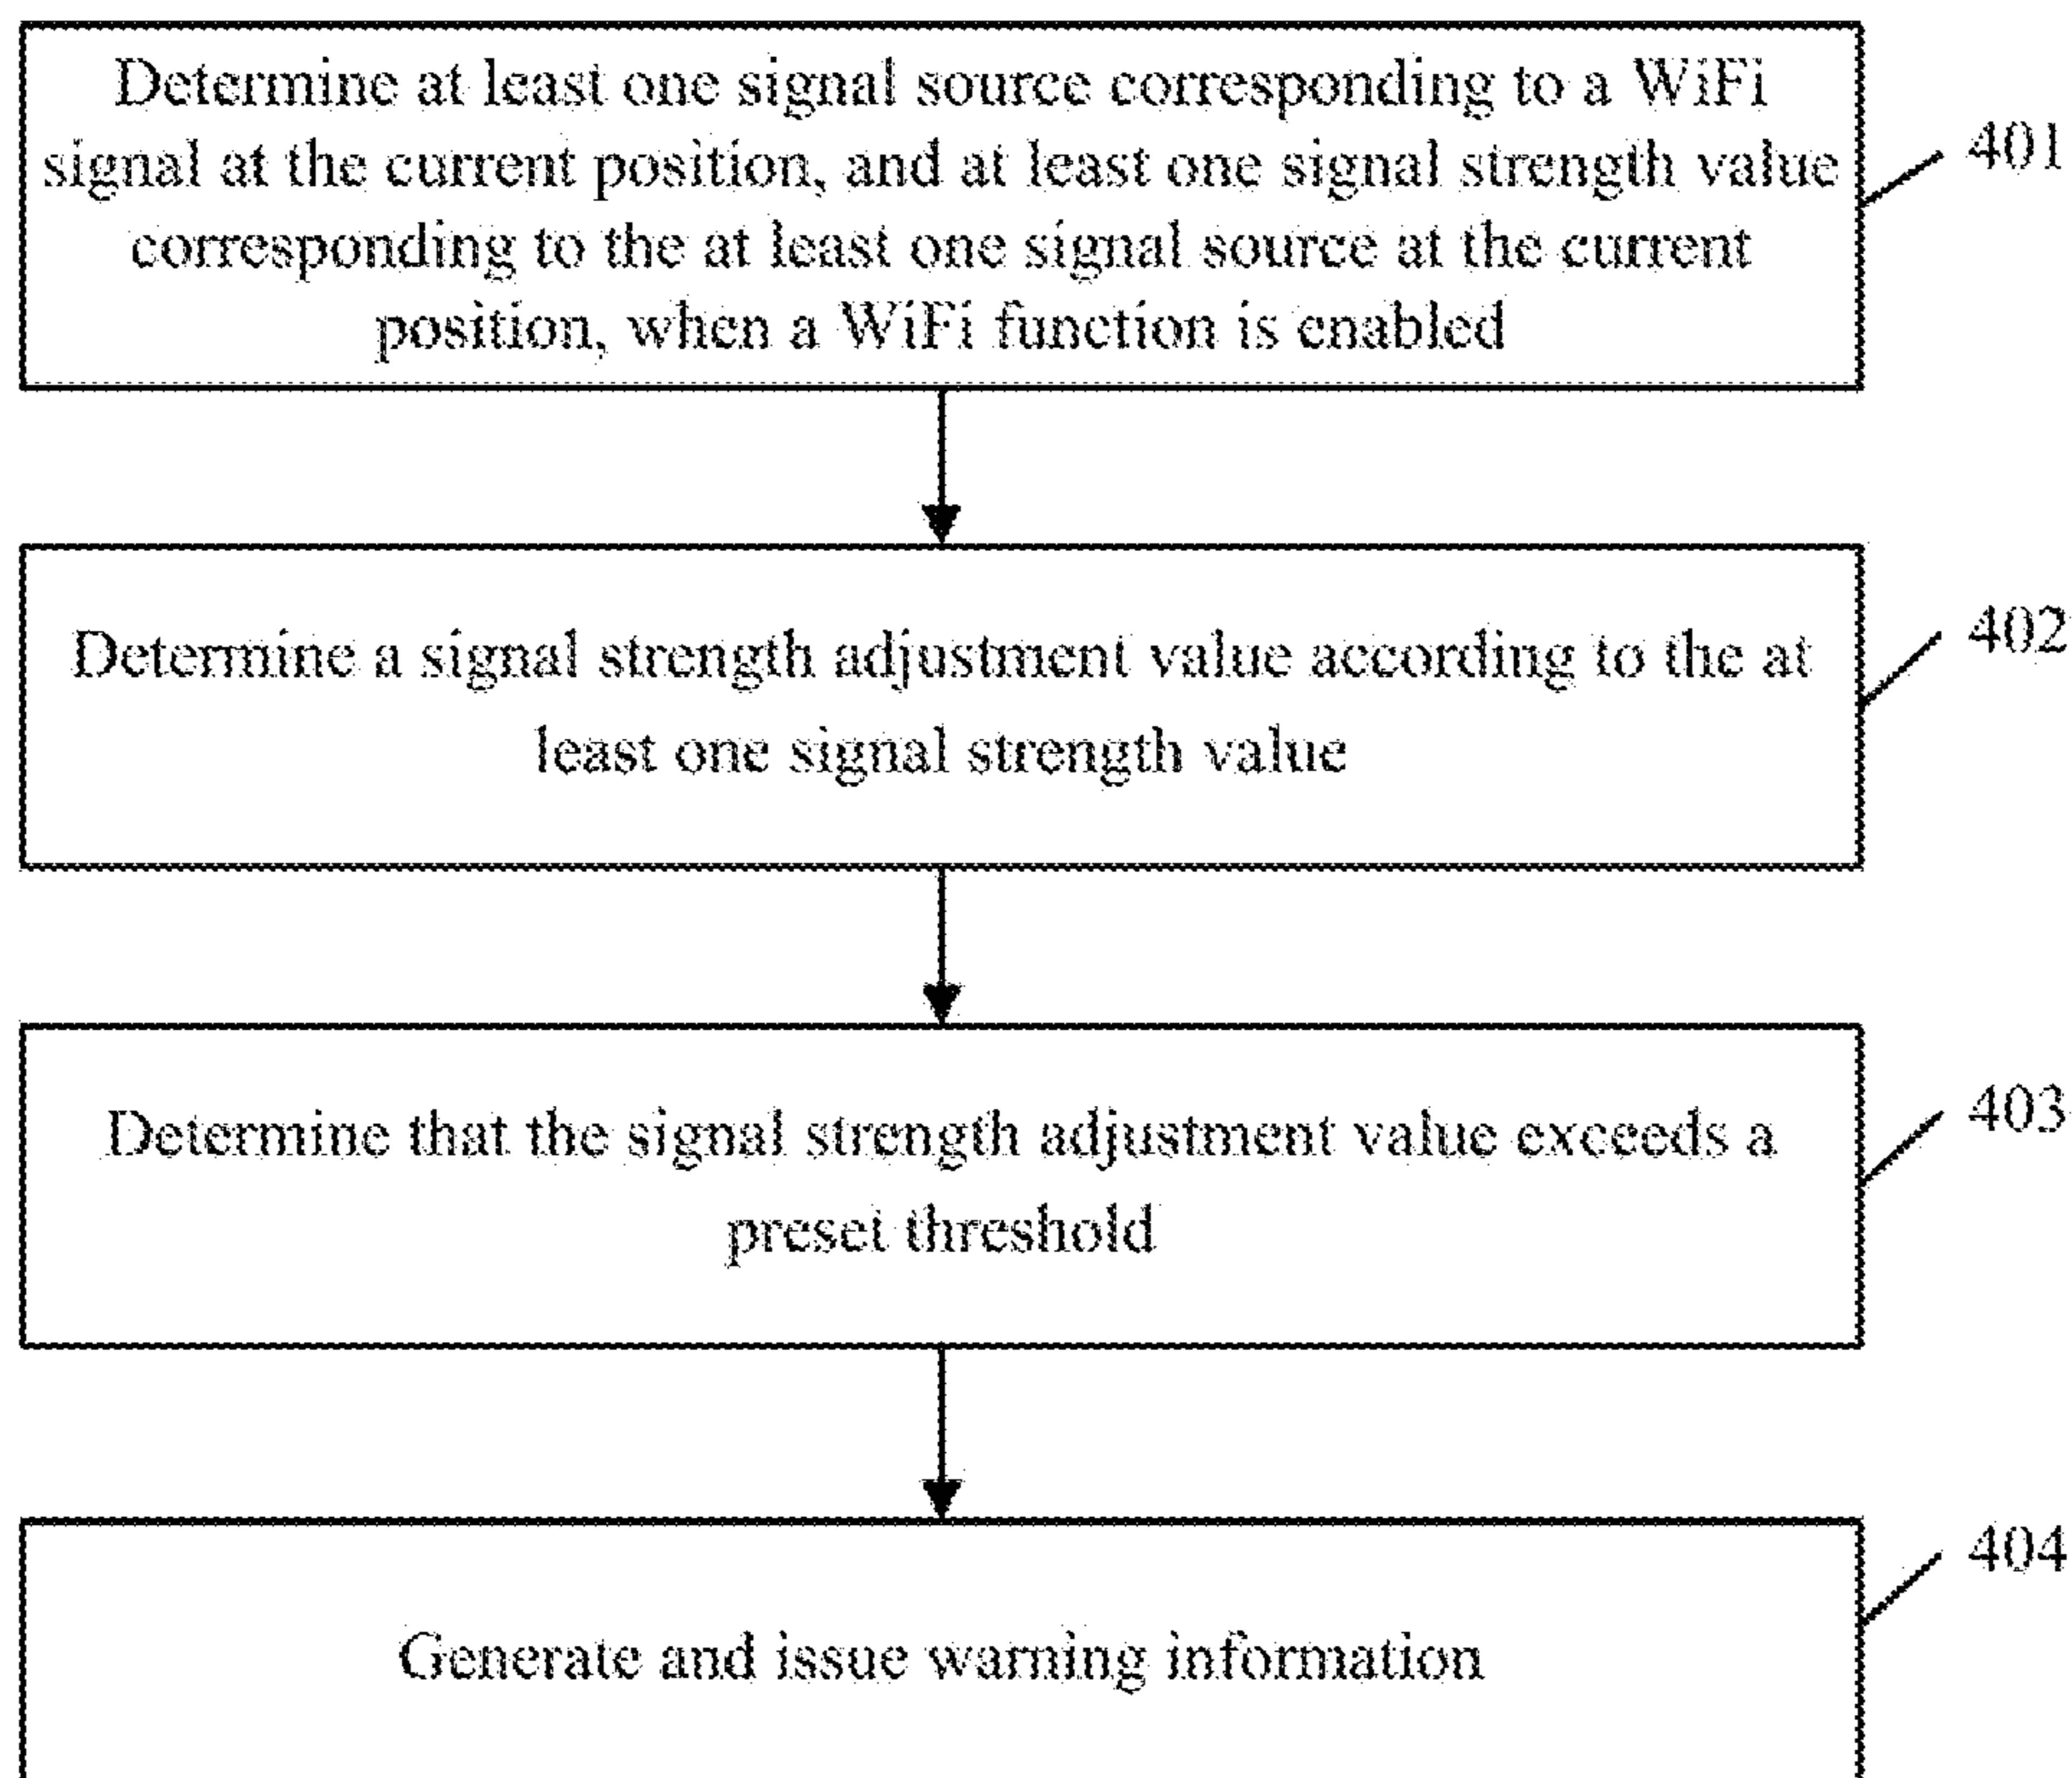 Determine at least one signal source corresponding to a WiFi
signal at the current position, and at least one signal strength value
corresponding to the at least one signal source at the current
position, when a WiFi function is enabled
401
Determine a signal strength adjustment value according to the at
least one signal strength value
402
Determine that the signal strength adjustment value exceeds a
preset threshold
403
Generate and issue warning information
404